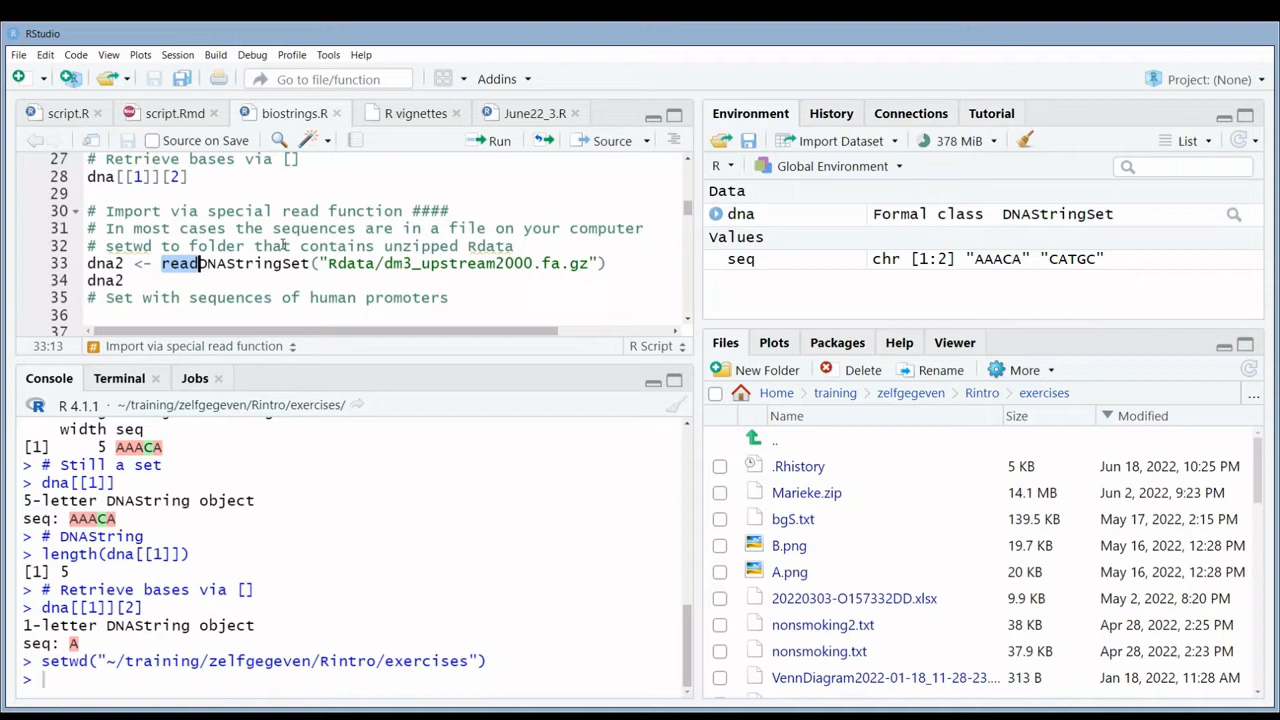 RStudio
File Edit Code View Plots Session Build Debug Profile Tools Help
Go to file/function Addins Project: (None)
script.R script.Rmd biostrings.R R vignettes June22_3.R
Source on Save Run Source
27 # Retrieve bases via []
28 dna[[1]][2]
29
30 # Import via special read function ####
31 # In most cases the sequences are in a file on your computer
32 # setwd to folder that contains unzipped Rdata
33 dna2 <- readDNAStringSet("Rdata/dm3_upstream2000.fa.gz")
34 dna2
35 # Set with sequences of human promoters
36
37
33:13 # Import via special read function R Script
Console Terminal Jobs
R 4.1.1 · ~/training/zelfgegeven/Rintro/exercises/
width seq
[1] 5 AAACA
> # Still a set
> dna[[1]]
5-letter DNAString object
seq: AAACA
> # DNAString
> length(dna[[1]])
[1] 5
> # Retrieve bases via []
> dna[[1]][2]
1-letter DNAString object
seq: A
> setwd("~/training/zelfgegeven/Rintro/exercises")
>
Environment History Connections Tutorial
Import Dataset 378 MiB List
R Global Environment
Data
dna Formal class DNAStringSet
Values
seq chr [1:2] "AAACA" "CATGC"
Files Plots Packages Help Viewer
New Folder Delete Rename More
Home training zelfgegeven Rintro exercises ...
Name Size Modified
..
.Rhistory 5 KB Jun 18, 2022, 10:25 PM
Marieke.zip 14.1 MB Jun 2, 2022, 9:23 PM
bgS.txt 139.5 KB May 17, 2022, 2:15 PM
B.png 19.7 KB May 16, 2022, 12:28 PM
A.png 20 KB May 16, 2022, 12:28 PM
20220303-O157332DD.xlsx 9.9 KB May 2, 2022, 8:20 PM
nonsmoking2.txt 38 KB Apr 28, 2022, 2:25 PM
nonsmoking.txt 37.9 KB Apr 28, 2022, 2:23 PM
VennDiagram2022-01-18_11-28-23.... 313 B Jan 18, 2022, 11:28 AM